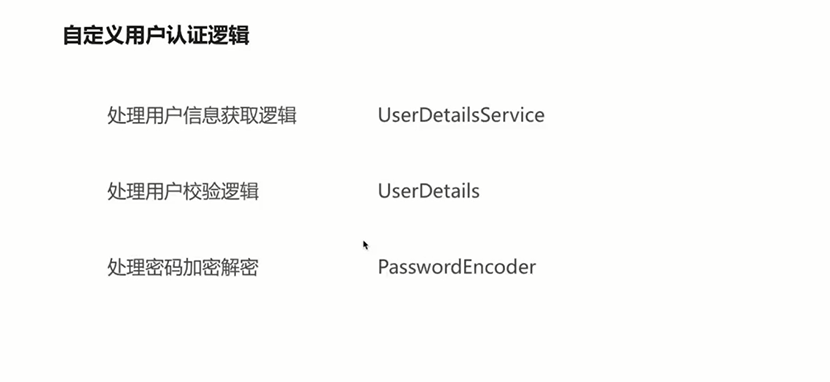 自定义用户认证逻辑
处理用户信息获取逻辑 UserDetailsService
处理用户校验逻辑 UserDetails
处理密码加密解密 PasswordEncoder